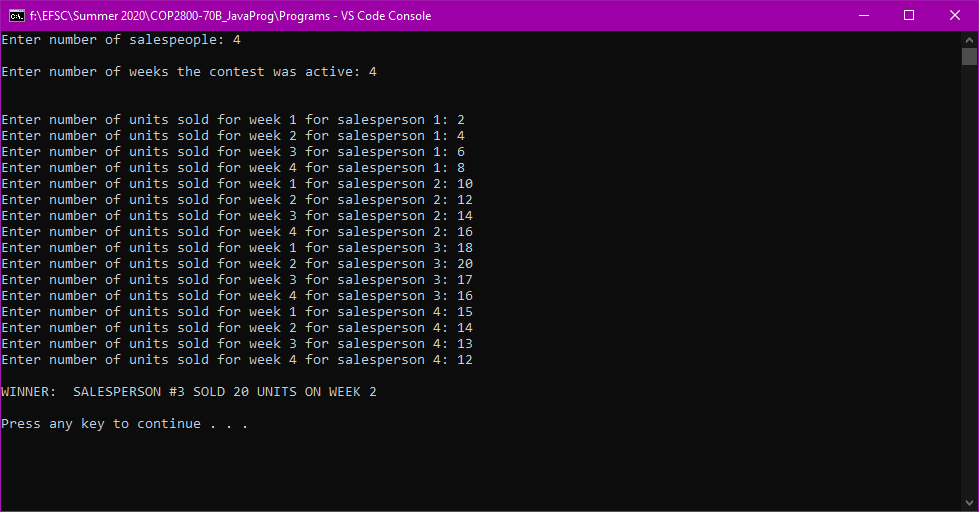 f:\EFSC\Summer 2020\COP2800-70B_JavaProg\Programs - VS Code Console
Enter number of salespeople: 4
Enter number of weeks the contest was active: 4
Enter number of units sold for week 1 for salesperson 1: 2
Enter number of units sold for week 2 for salesperson 1: 4
Enter number of units sold for week 3 for salesperson 1: 6
Enter number of units sold for week 4 for salesperson 1: 8
Enter number of units sold for week 1 for salesperson 2: 10
Enter number of units sold for week 2 for salesperson 2: 12
Enter number of units sold for week 3 for salesperson 2: 14
Enter number of units sold for week 4 for salesperson 2: 16
Enter number of units sold for week 1 for salesperson 3: 18
Enter number of units sold for week 2 for salesperson 3: 20
Enter number of units sold for week 3 for salesperson 3: 17
Enter number of units sold for week 4 for salesperson 3: 16
Enter number of units sold for week 1 for salesperson 4: 15
Enter number of units sold for week 2 for salesperson 4: 14
Enter number of units sold for week 3 for salesperson 4: 13
Enter number of units sold for week 4 for salesperson 4: 12
WINNER:  SALESPERSON #3 SOLD 20 UNITS ON WEEK 2
Press any key to continue . . .